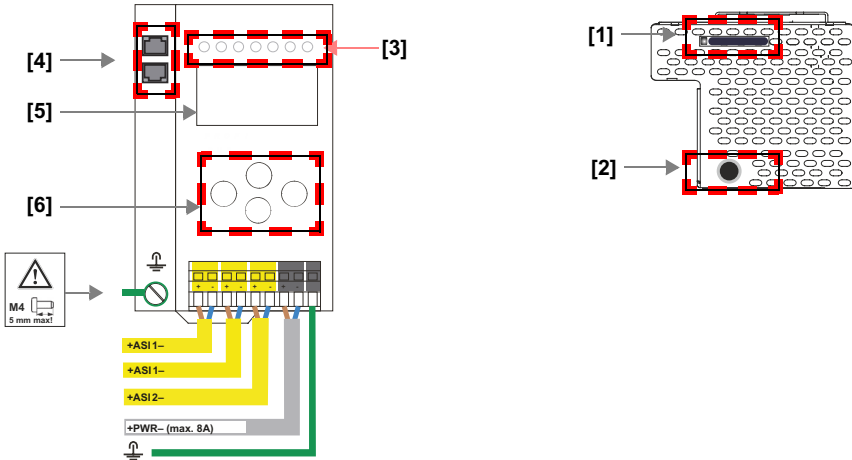 [4]
[3]
[1]
[5]
[2]
[6]
M4
5 mm max!
+ - + - + - + -
+ASI 1–
+ASI 1–
+ASI 2–
+PWR– (max. 8A)